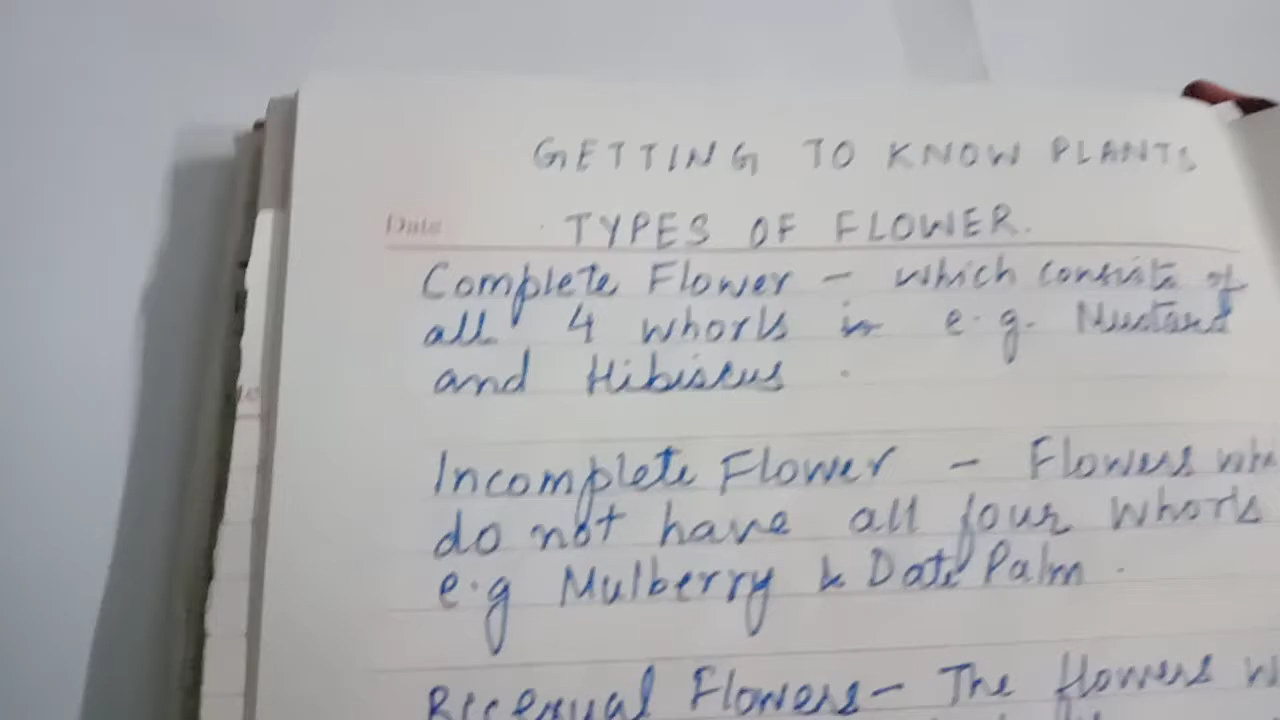 GETTING TO KNOW PLANTS
Date
TYPES OF FLOWER.
Complete Flower - which consists of
all 4 whorls in e.g. Mustard
and Hibiscus .
Incomplete Flower - Flowers
do not have all four whorls
e.g Mulberry & Date Palm .
Flowers - The flowers